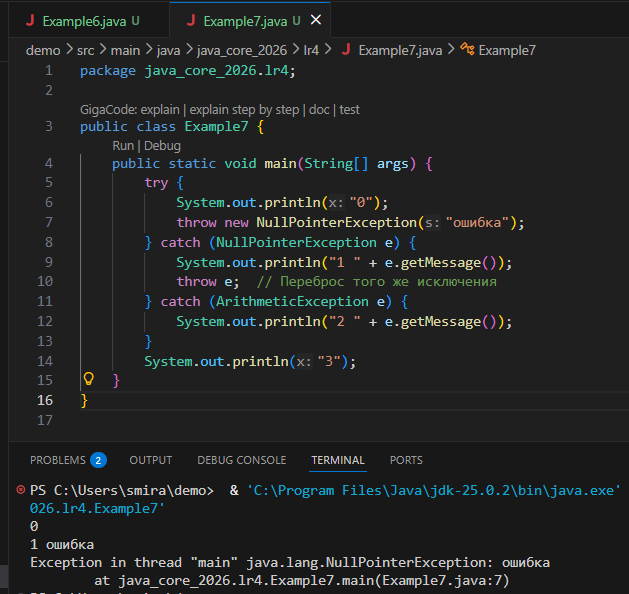 Example6.java U
Example7.java U
demo > src > main > java > java_core_2026 > lr4 > Example7.java > Example7
1 package java_core_2026.lr4;
2
GigaCode: explain | explain step by step | doc | test
3 public class Example7 {
Run | Debug
4 public static void main(String[] args) {
5 try {
6 System.out.println(x: "0");
7 throw new NullPointerException(s: "ошибка");
8 } catch (NullPointerException e) {
9 System.out.println("1 " + e.getMessage());
10 throw e; // Переброс того же исключения
11 } catch (ArithmeticException e) {
12 System.out.println("2 " + e.getMessage());
13 }
14 System.out.println(x: "3");
15 }
16 }
17
PROBLEMS 2 OUTPUT DEBUG CONSOLE TERMINAL PORTS
PS C:\Users\smira\demo> & 'C:\Program Files\Java\jdk-25.0.2\bin\java.exe'
026.lr4.Example7'
0
1 ошибка
Exception in thread "main" java.lang.NullPointerException: ошибка
at java_core_2026.lr4.Example7.main(Example7.java:7)